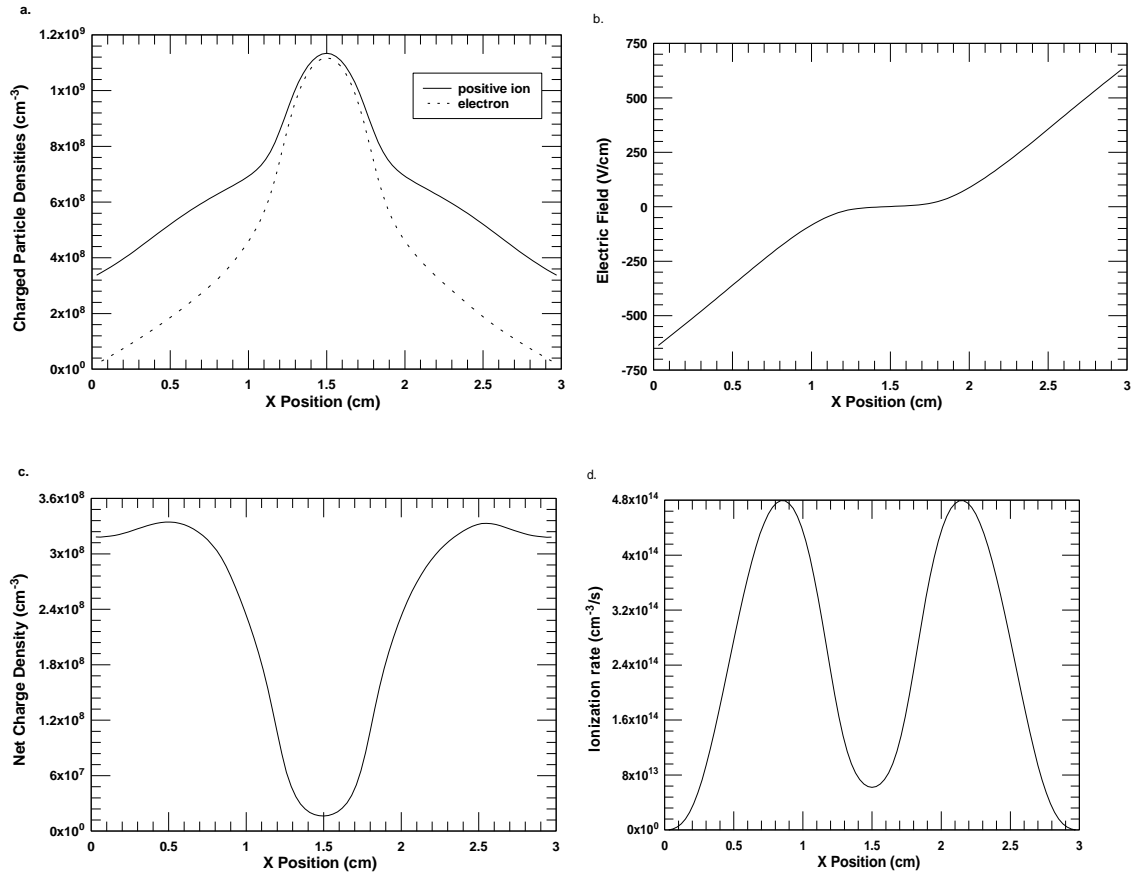 a.
Charged Particle Densities (cm⁻³)
1.2x10⁹
1x10⁹
8x10⁸
6x10⁸
4x10⁸
2x10⁸
0x10⁰
positive ion
electron
0 0.5 1 1.5 2 2.5 3
X Position (cm)
b.
Electric Field (V/cm)
750
500
250
0
-250
-500
-750
0 0.5 1 1.5 2 2.5 3
X Position (cm)
c.
Net Charge Density (cm⁻³)
3.6x10⁸
3x10⁸
2.4x10⁸
1.8x10⁸
1.2x10⁸
6x10⁷
0x10⁰
0 0.5 1 1.5 2 2.5 3
X Position (cm)
d.
Ionization rate (cm⁻³/s)
4.8x10¹⁴
4x10¹⁴
3.2x10¹⁴
2.4x10¹⁴
1.6x10¹⁴
8x10¹³
0x10⁰
0 0.5 1 1.5 2 2.5 3
X Position (cm)